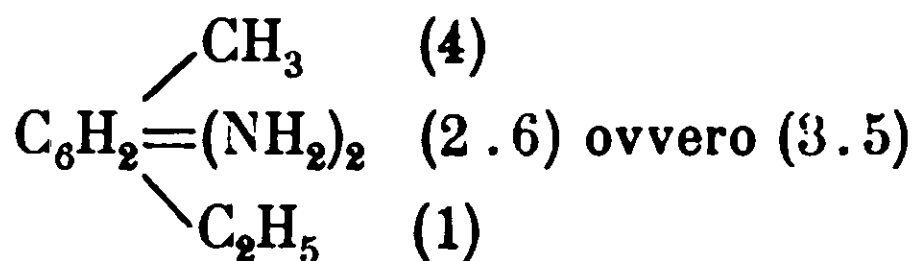 CH₃ (4)
C₆H₂=(NH₂)₂ (2.6) ovvero (3.5)
C₂H₅ (1)